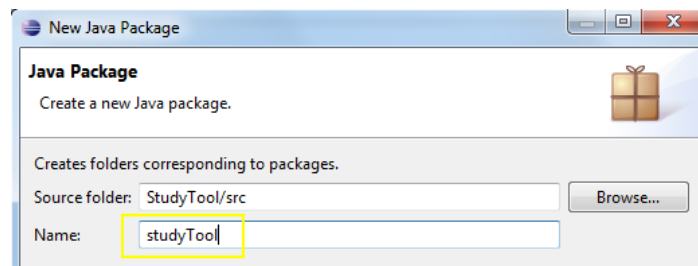 New Java Package
Java Package
Create a new Java package.
Creates folders corresponding to packages.
Source folder: StudyTool/src Browse...
Name: studyTool